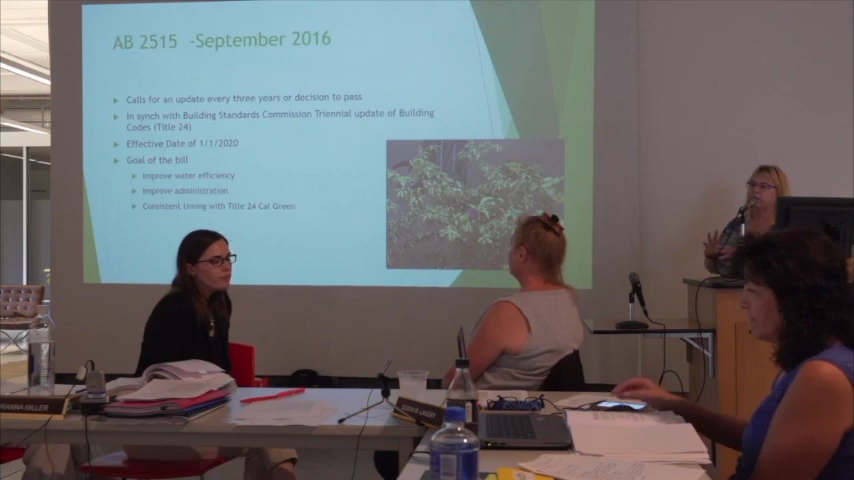 AB 2515 -September 2016
Calls for an update every three years or decision to pass
In synch with Building Standards Commission Triennial update of Building
Codes (Title 24)
Effective Date of 1/1/2020
Goal of the bill
Improve water efficiency
Improve administration
Consistent timing with Title 24 Cal Green
MILLER